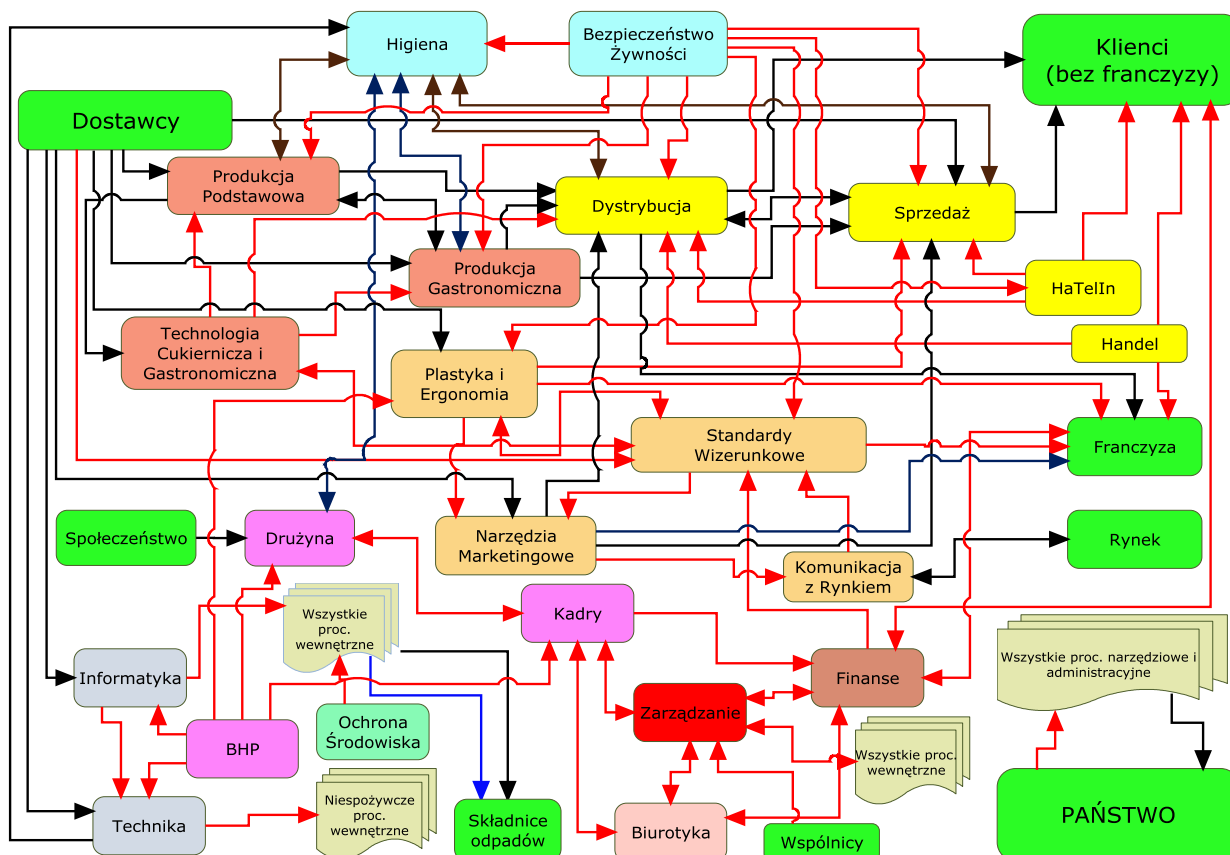 Higiena
Bezpieczeństwo
Żywności
Klienci
(bez franczyzy)
Dostawcy
Produkcja
Podstawowa
Dystrybucja
Sprzedaż
Produkcja
Gastronomiczna
HaTelIn
Technologia
Cukiernicza i
Gastronomiczna
Handel
Plastyka i
Ergonomia
Standardy
Wizerunkowe
Franczyza
Społeczeństwo
Drużyna
Narzędzia
Marketingowe
Rynek
Komunikacja
z Rynkiem
Wszystkie
proc.
wewnętrzne
Kadry
Informatyka
Finanse
Wszystkie proc. narzędziowe i
administracyjne
Ochrona
Środowiska
Zarządzanie
BHP
Wszystkie proc.
wewnętrzne
Niespożywcze
proc.
wewnętrzne
Technika
Składnice
odpadów
Biurotyka
Wspólnicy
PAŃSTWO